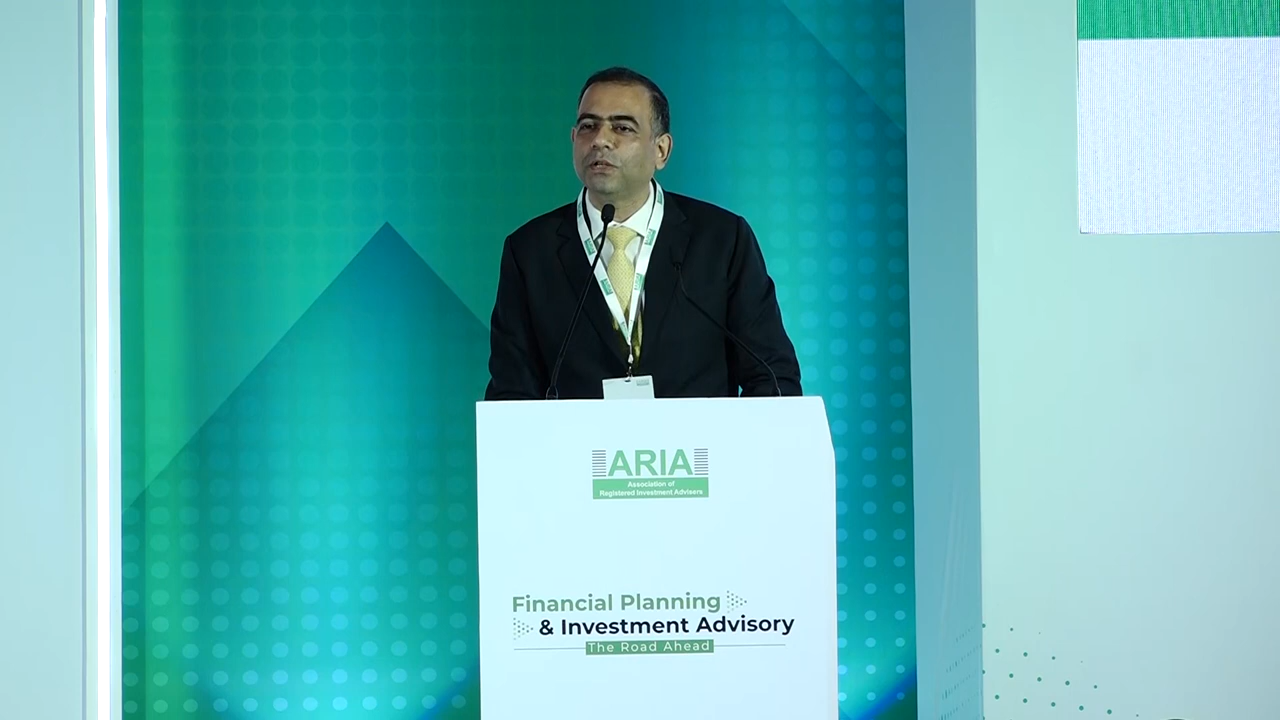 ARIA
Association of
Registered Investment Advisers
Financial Planning
& Investment Advisory
The Road Ahead